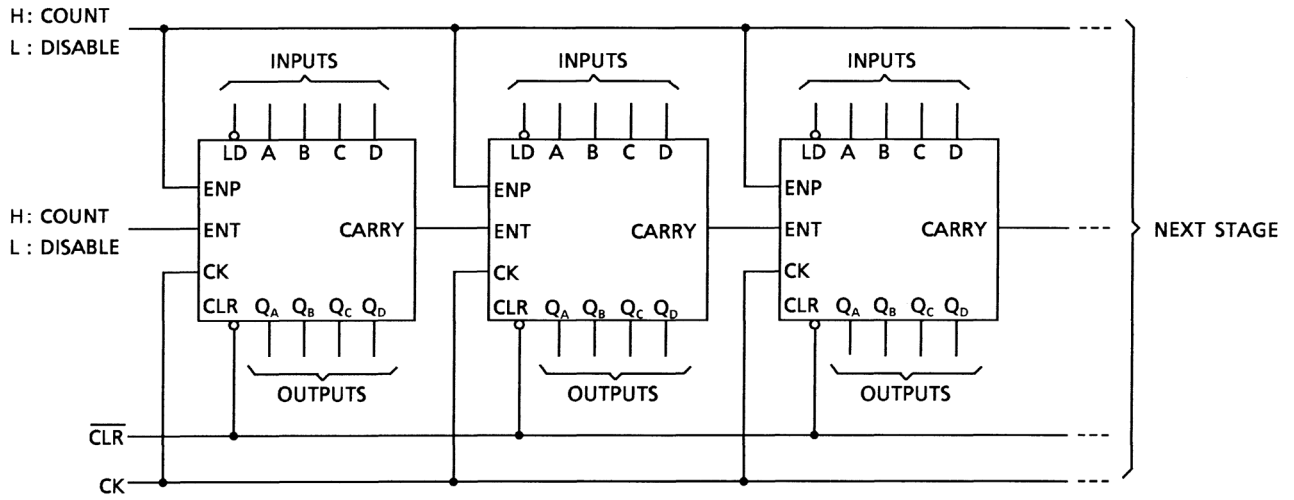 H: COUNT
L : DISABLE
INPUTS INPUTS INPUTS
LD A B C D LD A B C D LD A B C D
ENP ENP ENP
H: COUNT
L : DISABLE
ENT CARRY ENT CARRY ENT CARRY
NEXT STAGE
CK CK CK
CLR QA QB QC QD CLR QA QB QC QD CLR QA QB QC QD
OUTPUTS OUTPUTS OUTPUTS
CLR
CK